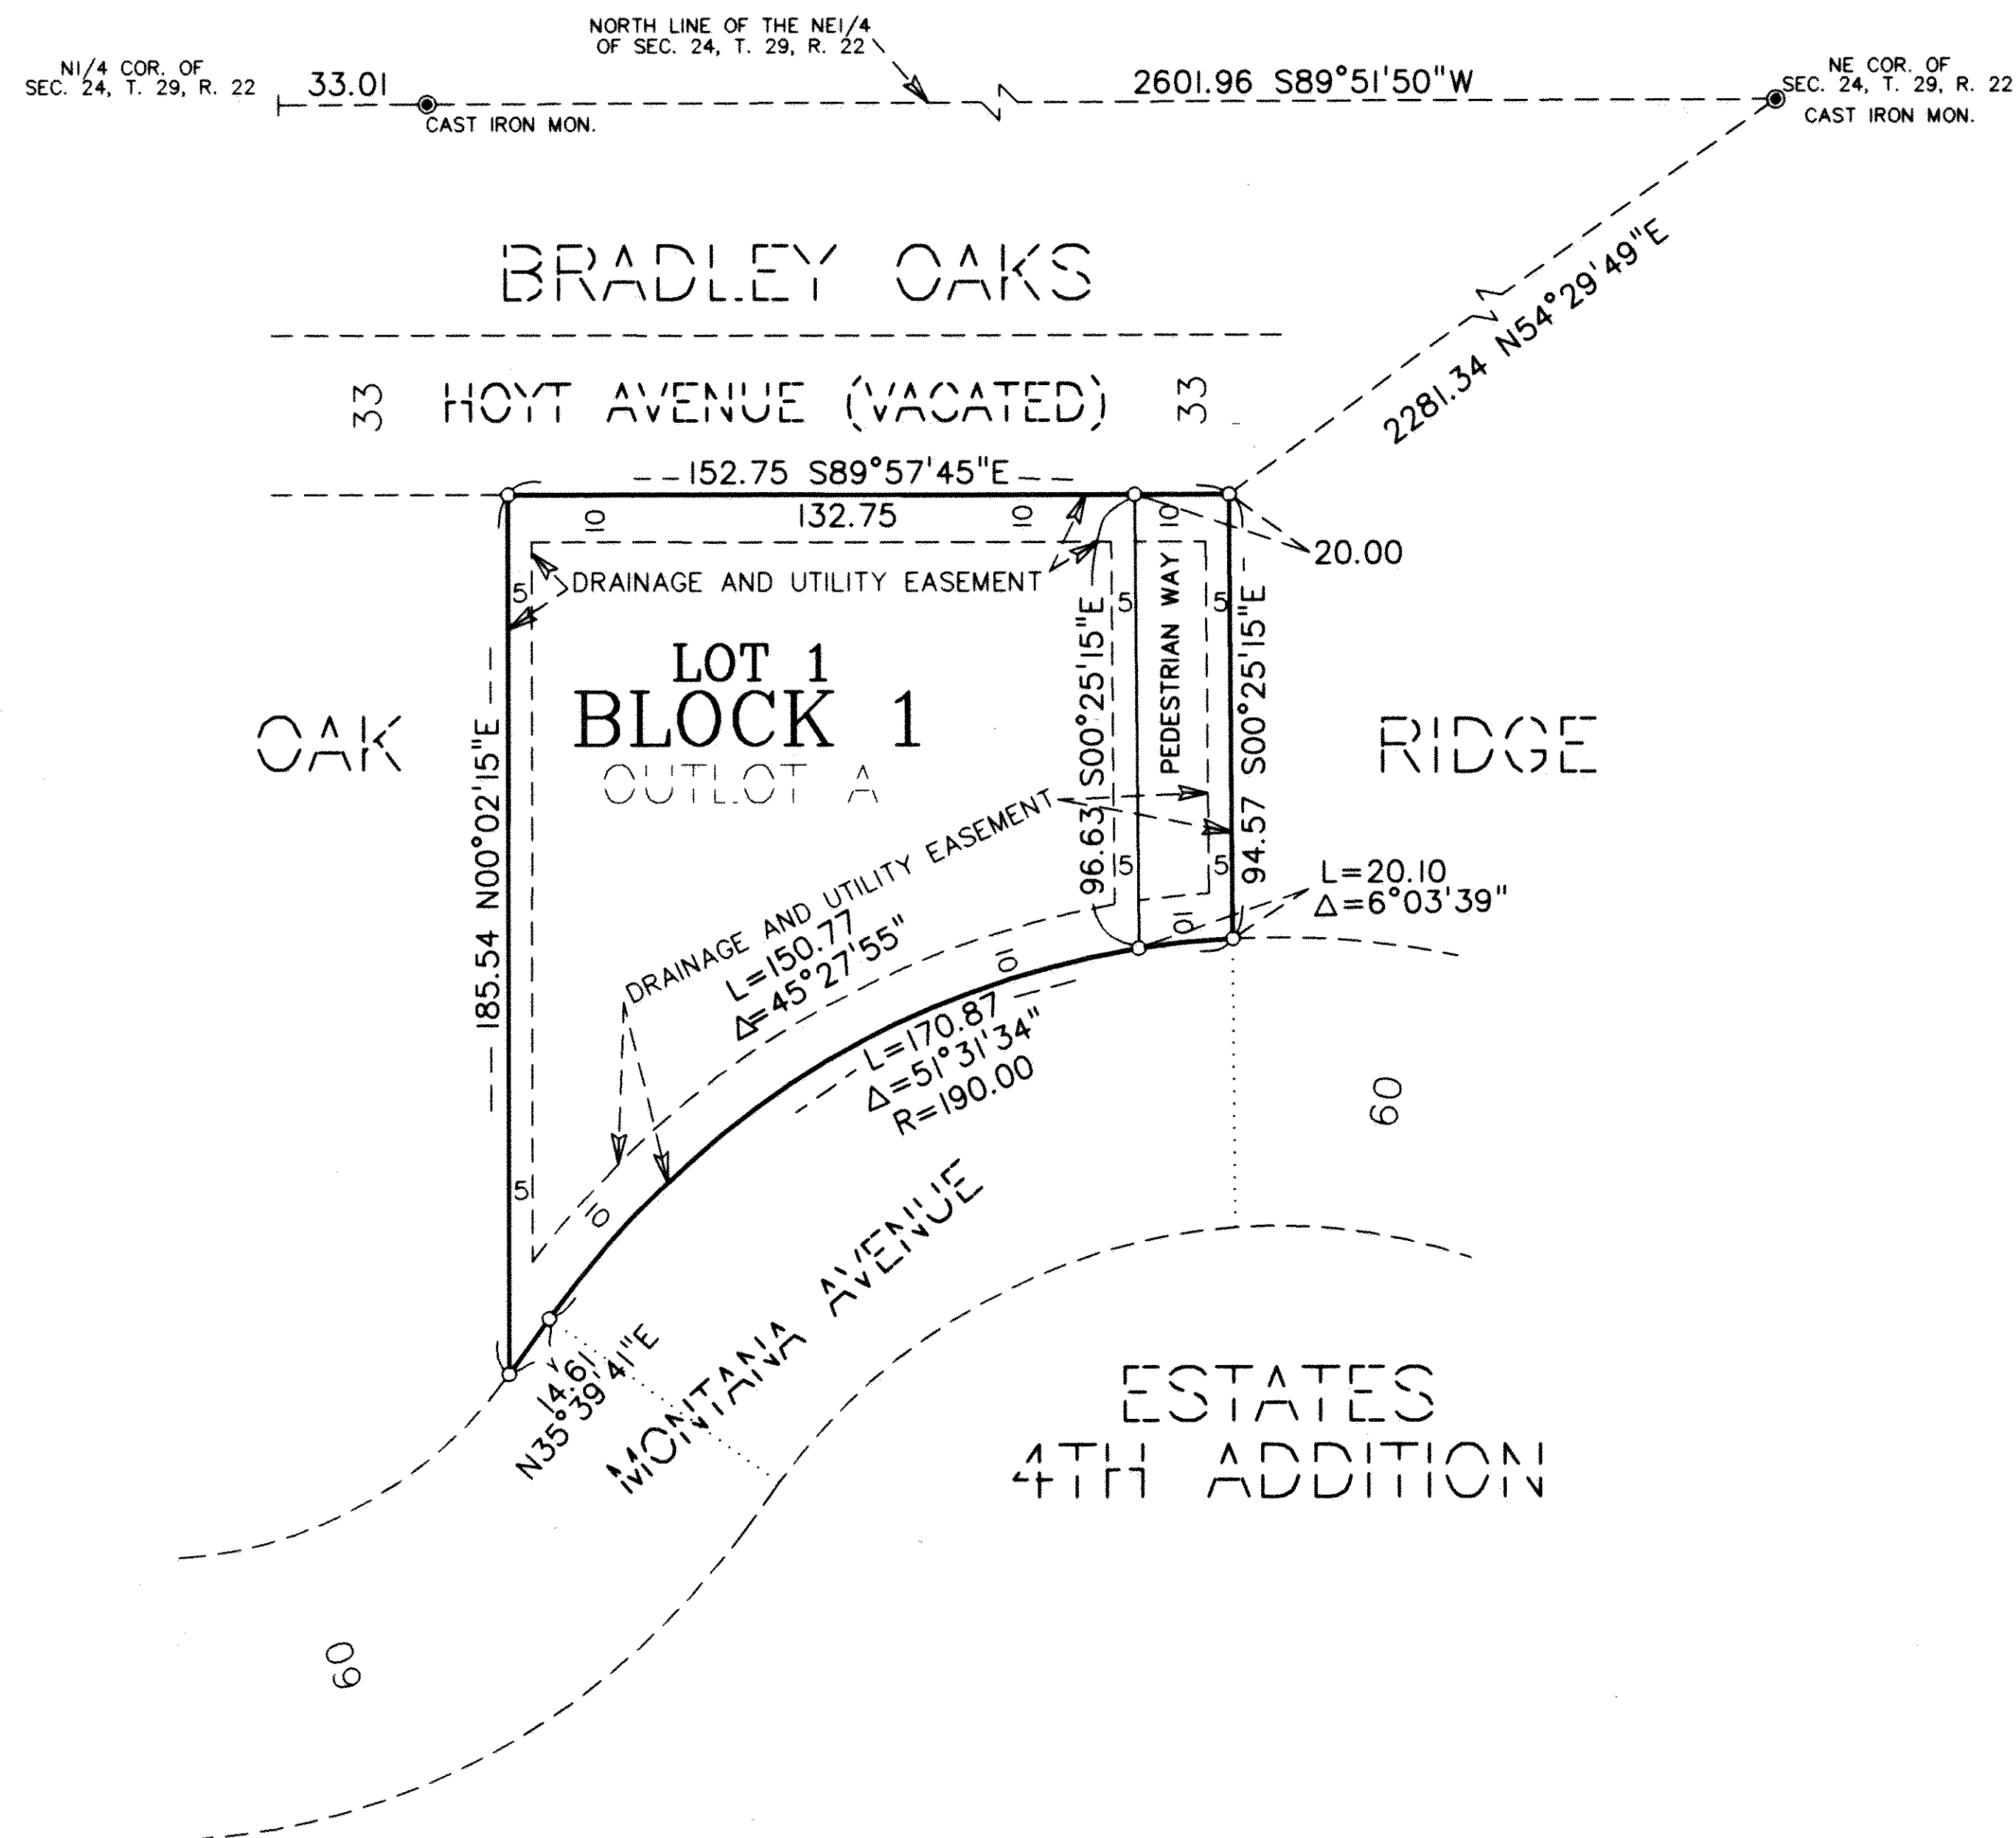 NORTH LINE OF THE NE1/4
OF SEC. 24, T. 29, R. 22
N1/4 COR. OF
SEC. 24, T. 29, R. 22
33.01
2601.96 S89°51'50"W
NE COR. OF
SEC. 24, T. 29, R. 22
CAST IRON MON.
CAST IRON MON.
2281.34 N54°29'49"E
BRADLEY OAKS
33
HOYT AVENUE (VACATED)
33
152.75 S89°57'45"E
132.75
10
10
10
20.00
DRAINAGE AND UTILITY EASEMENT
5
5
5
LOT 1
BLOCK 1
OUTLOT A
OAK
RIDGE
185.54 N00°02'15"E
96.63 S00°25'15"E
PEDESTRIAN WAY
94.57 S00°25'15"E
DRAINAGE AND UTILITY EASEMENT
5
5
L=20.10
Δ=6°03'39"
10
10
L=150.77
Δ=45°27'55"
L=170.87
Δ=51°31'34"
R=190.00
60
5
10
14.61
N35°39'41"E
MONTANA AVENUE
ESTATES
4TH ADDITION
60